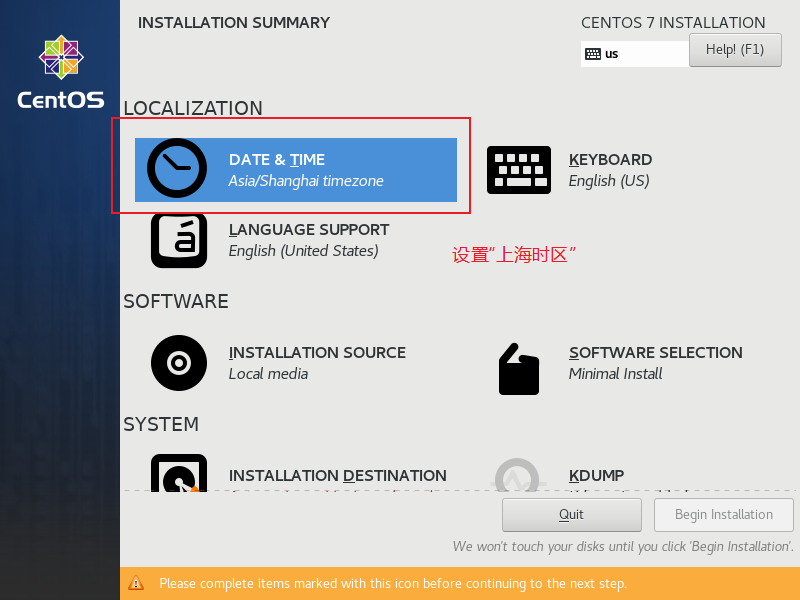 INSTALLATION SUMMARY
CENTOS 7 INSTALLATION
us
Help! (F1)
CentOS
LOCALIZATION
DATE & TIME
Asia/Shanghai timezone
KEYBOARD
English (US)
LANGUAGE SUPPORT
English (United States)
设置“上海时区”
SOFTWARE
INSTALLATION SOURCE
Local media
SOFTWARE SELECTION
Minimal Install
SYSTEM
INSTALLATION DESTINATION
KDUMP
Quit
Begin Installation
We won't touch your disks until you click 'Begin Installation'.
Please complete items marked with this icon before continuing to the next step.